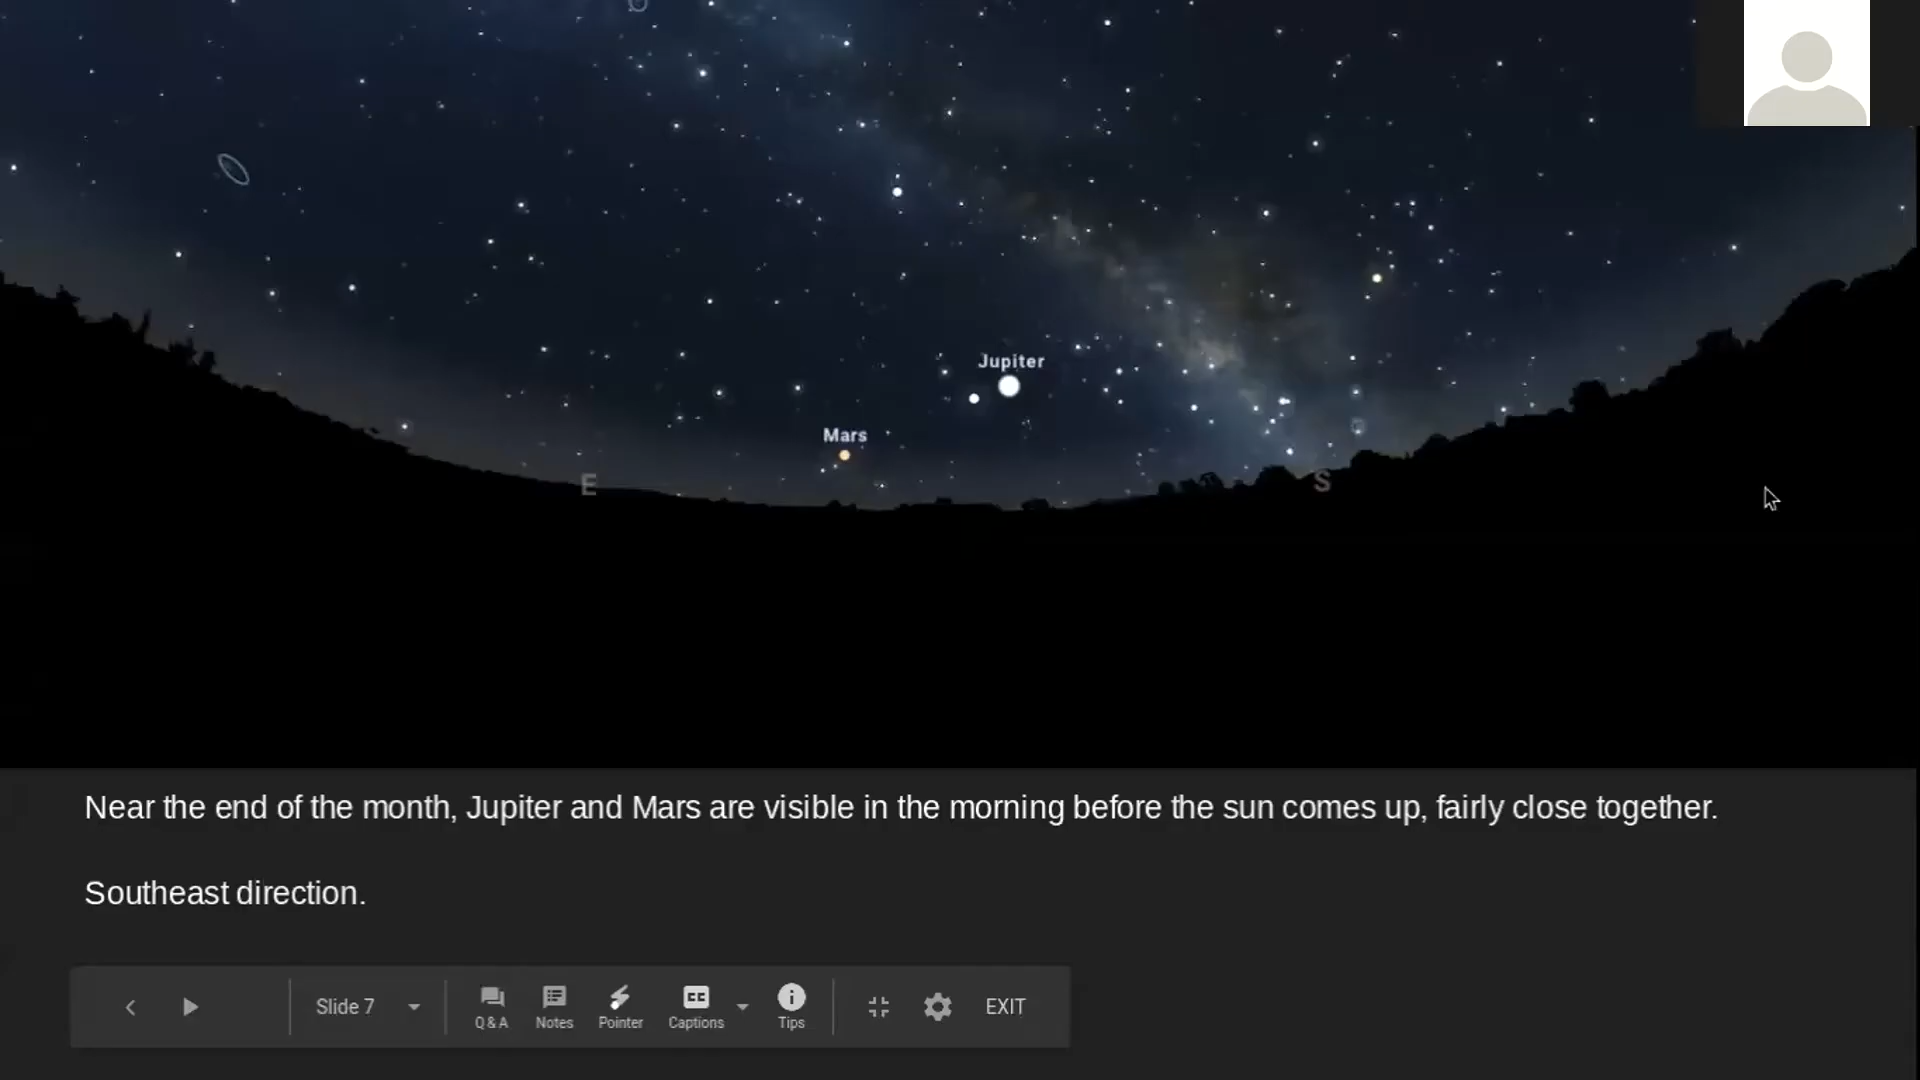 Jupiter
Mars
E
S
Near the end of the month, Jupiter and Mars are visible in the morning before the sun comes up, fairly close together.
Southeast direction.
Slide 7
Q&A
Notes
Pointer
CC
Captions
Tips
EXIT